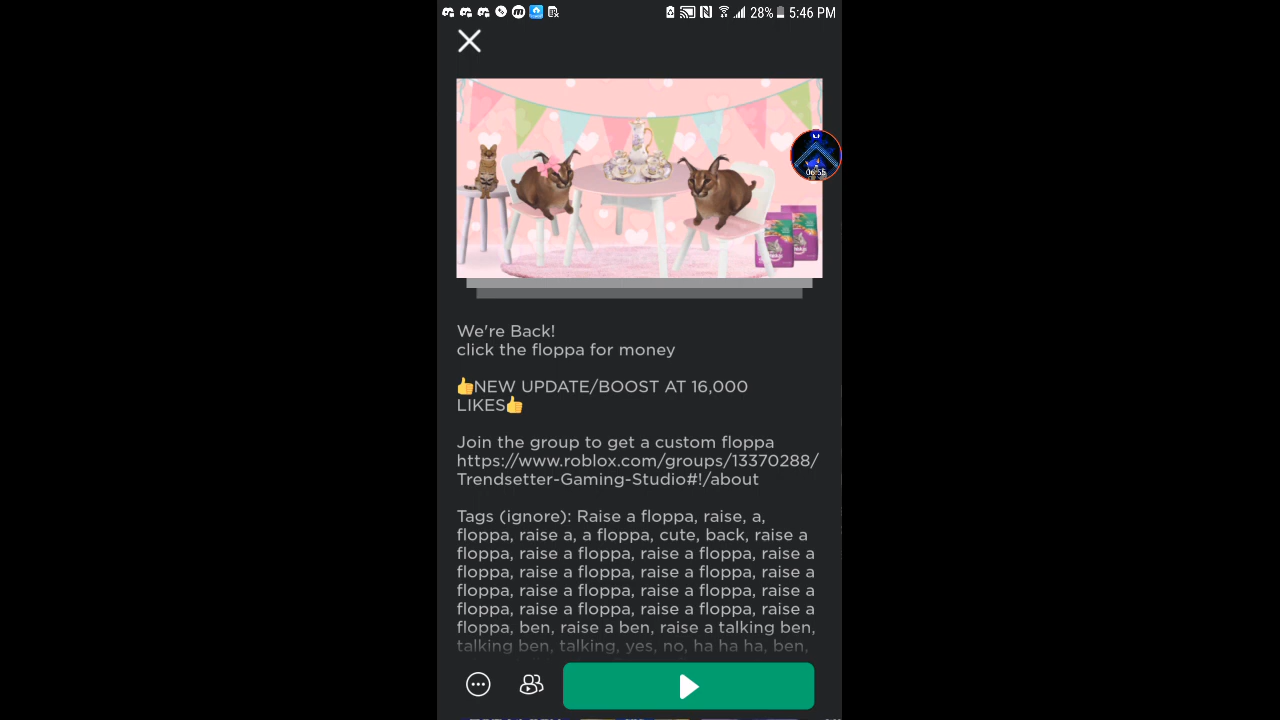 28% 5:46 PM
06:55
We're Back!
click the floppa for money
👍NEW UPDATE/BOOST AT 16,000
LIKES👍
Join the group to get a custom floppa
https://www.roblox.com/groups/13370288/
Trendsetter-Gaming-Studio#!/about
Tags (ignore): Raise a floppa, raise, a,
floppa, raise a, a floppa, cute, back, raise a
floppa, raise a floppa, raise a floppa, raise a
floppa, raise a floppa, raise a floppa, raise a
floppa, raise a floppa, raise a floppa, raise a
floppa, raise a floppa, raise a floppa, raise a
floppa, ben, raise a ben, raise a talking ben,
talking ben, talking, yes, no, ha ha ha, ben,